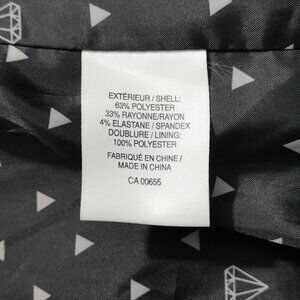 EXTÉRIEUR / SHELL:
63% POLYESTER
33% RAYONNE/RAYON
4% ELASTANE / SPANDEX
DOUBLURE / LINING:
100% POLYESTER
FABRIQUÉ EN CHINE /
MADE IN CHINA
CA 00655